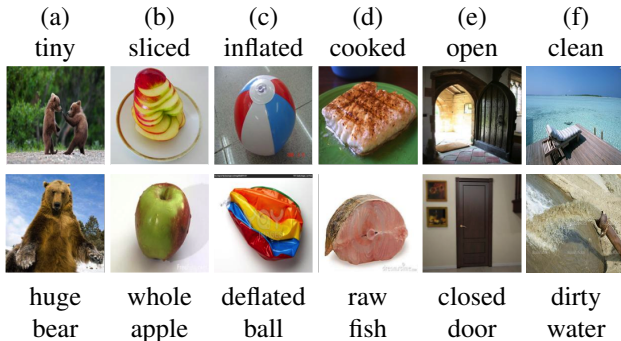 (a) (b) (c) (d) (e) (f)
tiny sliced inflated cooked open clean
huge whole deflated raw closed dirty
bear apple ball fish door water